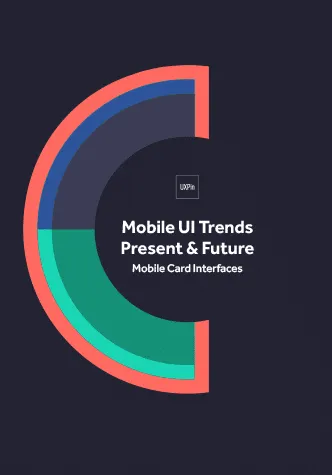 UXPin
Mobile UI Trends
Present & Future
Mobile Card Interfaces